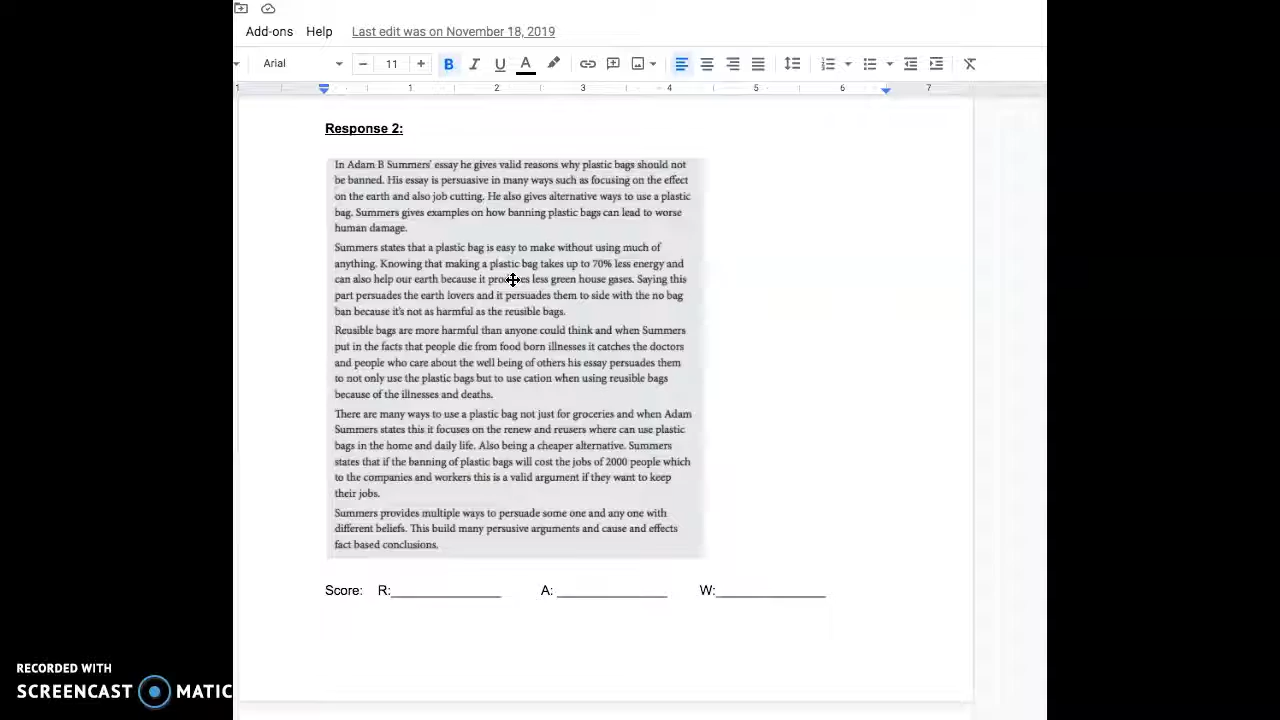 Add-ons Help Last edit was on November 18, 2019
Arial 11 B I U A
1 1 2 3 4 5 6 7
Response 2:
In Adam B Summers' essay he gives valid reasons why plastic bags should not
be banned. His essay is persuasive in many ways such as focusing on the effect
on the earth and also job cutting. He also gives alternative ways to use a plastic
bag. Summers gives examples on how banning plastic bags can lead to worse
human damage.
Summers states that a plastic bag is easy to make without using much of
anything. Knowing that making a plastic bag takes up to 70% less energy and
can also help our earth because it less green house gases. Saying this
part persuades the earth lovers and it persuades them to side with the no bag
ban because it's not as harmful as the reusible bags.
Reusible bags are more harmful than anyone could think and when Summers
put in the facts that people die from food born illnesses it catches the doctors
and people who care about the well being of others his essay persuades them
to not only use the plastic bags but to use cation when using reusible bags
because of the illnesses and deaths.
There are many ways to use a plastic bag not just for groceries and when Adam
Summers states this it focuses on the renew and reusers where can use plastic
bags in the home and daily life. Also being a cheaper alternative. Summers
states that if the banning of plastic bags will cost the jobs of 2000 people which
to the companies and workers this is a valid argument if they want to keep
their jobs.
Summers provides multiple ways to persuade some one and any one with
different beliefs. This build many persusive arguments and cause and effects
fact based conclusions.
Score: R: A: W:
RECORDED WITH
SCREENCAST MATIC